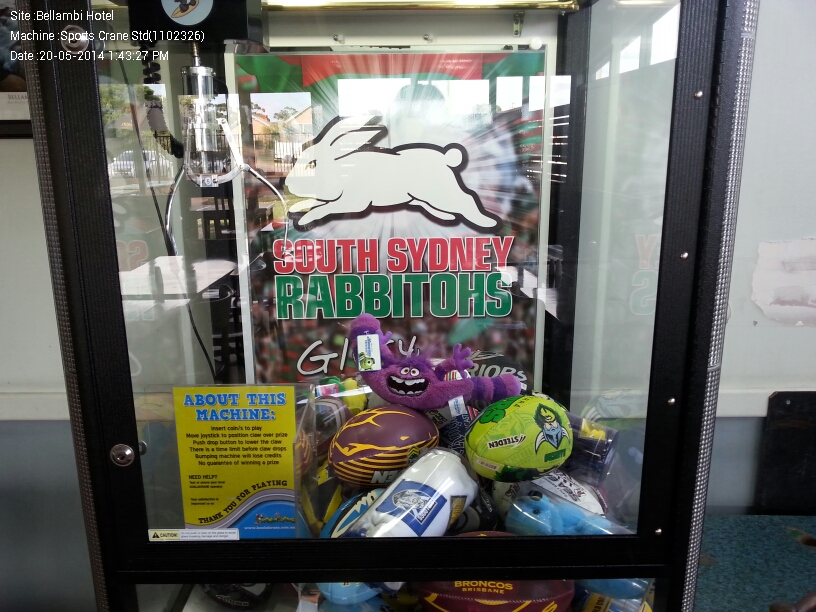 Site :Bellambi Hotel
Machine :Sports Crane Std(1102326)
Date :20-05-2014 1:43:27 PM
SOUTH SYDNEY
RABBITOHS
ABOUT THIS
MACHINE:
Insert coin/s to play
Move joystick to position claw over prize
Push drop button to lower the claw
There is a time limit before claw drops
Bumping machine will lose credits
No guarantee of winning a prize
NEED HELP?
THANK YOU FOR PLAYING
CAUTION
STEEDEN
BRONCOS
BRISBANE